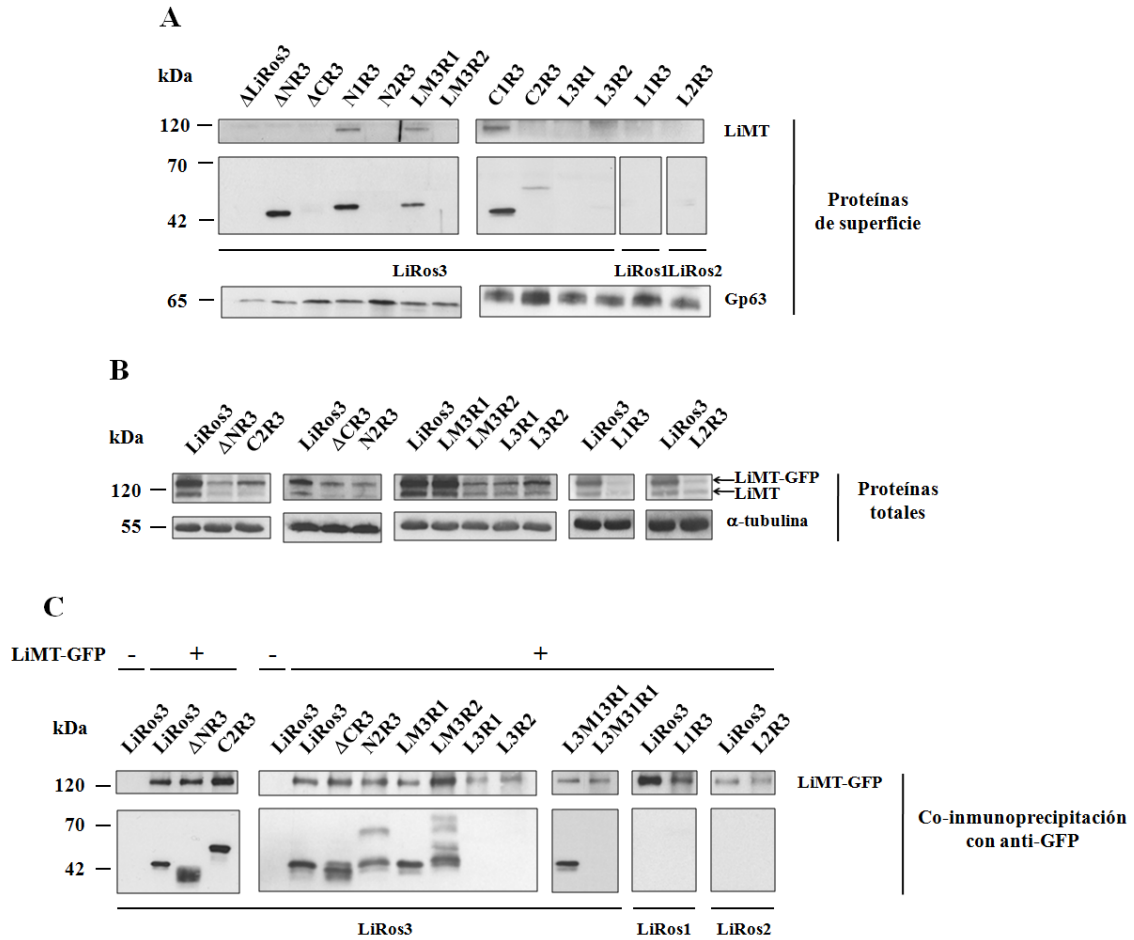 A
kDa
ΔLiRos3 ΔNR3 ΔCR3 N1R3 N2R3 LM3R1 LM3R2 C1R3 C2R3 L3R1 L3R2 L1R3 L2R3
120 LiMT
70
42
Proteínas
de superficie
LiRos3 LiRos1 LiRos2
65 Gp63
B
kDa
LiRos3 ΔNR3 C2R3 LiRos3 ΔCR3 N2R3 LiRos3 LM3R1 LM3R2 L3R1 L3R2 LiRos3 L1R3 LiRos3 L2R3
LiMT-GFP
120 LiMT
55 α-tubulina
Proteínas
totales
C
LiMT-GFP - + - +
kDa
LiRos3 LiRos3 ΔNR3 C2R3 LiRos3 LiRos3 ΔCR3 N2R3 LM3R1 LM3R2 L3R1 L3R2 L3M13R1 L3M31R1 LiRos3 L1R3 LiRos3 L2R3
120 LiMT-GFP
70
42
Co-inmunoprecipitación
con anti-GFP
LiRos3 LiRos1 LiRos2